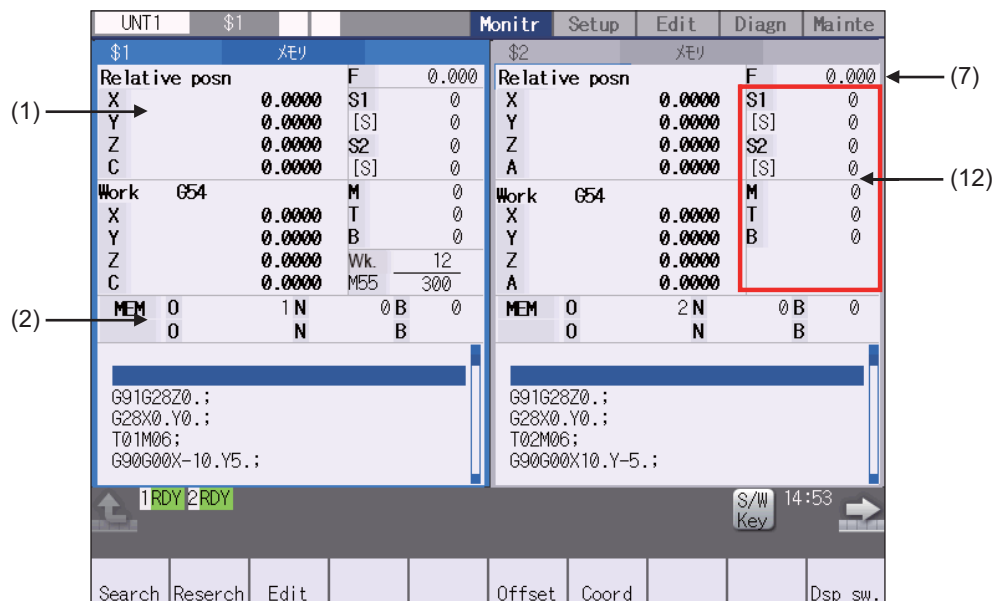 UNT1 $1 Monitr Setup Edit Diagn Mainte
$1 メモリ $2 メモリ
Relative posn F 0.000 Relative posn F 0.000 (7)
(1) X 0.0000 S1 0 X 0.0000 S1 0
Y 0.0000 [S] 0 Y 0.0000 [S] 0
Z 0.0000 S2 0 Z 0.0000 S2 0
C 0.0000 [S] 0 A 0.0000 [S] 0 (12)
Work G54 M 0 Work G54 M 0
X 0.0000 T 0 X 0.0000 T 0
Y 0.0000 B 0 Y 0.0000 B 0
Z 0.0000 Wk. 12 Z 0.0000
C 0.0000 M55 300 A 0.0000
(2) MEM O 1 N 0 B 0 MEM O 2 N 0 B 0
O N B O N B
G91G28Z0.; G91G28Z0.;
G28X0.Y0.; G28X0.Y0.;
T01M06; T02M06;
G90G00X-10.Y5.; G90G00X10.Y-5.;
1 RDY 2 RDY S/W Key 14:53
Search Reserch Edit Offset Coord Dsp sw.